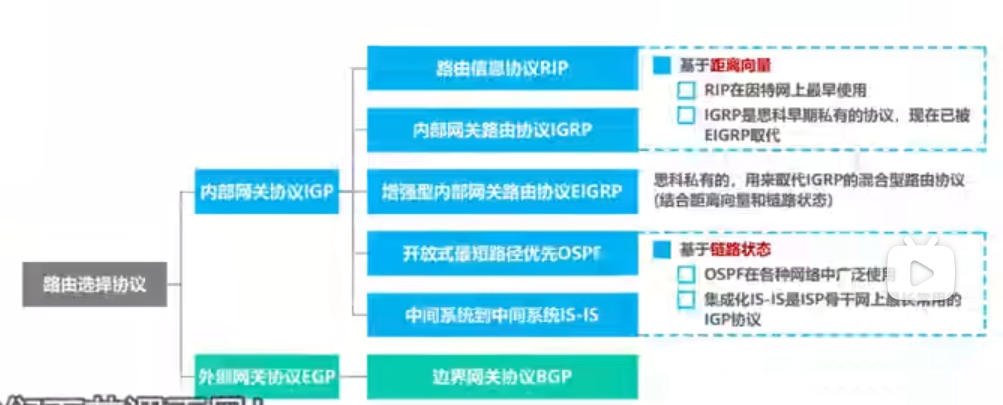 路由选择协议
内部网关协议IGP
外部网关协议EGP
路由信息协议RIP
内部网关路由协议IGRP
增强型内部网关路由协议EIGRP
开放式最短路径优先OSPF
中间系统到中间系统IS-IS
边界网关协议BGP
基于距离向量
RIP在因特网上最早使用
IGRP是思科早期私有的协议，现在已被
EIGRP取代
思科私有的，用来取代IGRP的混合型路由协议
(结合距离向量和链路状态)
基于链路状态
OSPF在各种网络中广泛使用
集成化IS-IS是ISP骨干网上最常用的
IGP协议